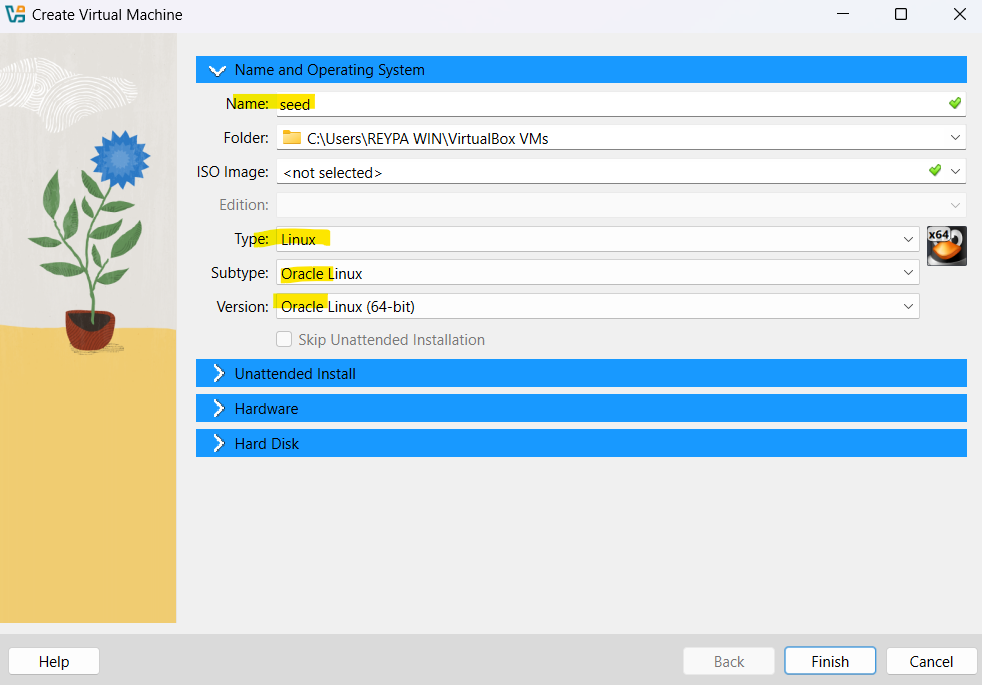 Create Virtual Machine
Name and Operating System
Name: seed
Folder: C:\Users\REYPA WIN\VirtualBox VMs
ISO Image: <not selected>
Edition:
Type: Linux
x64
Subtype: Oracle Linux
Version: Oracle Linux (64-bit)
Skip Unattended Installation
Unattended Install
Hardware
Hard Disk
Help Back Finish Cancel